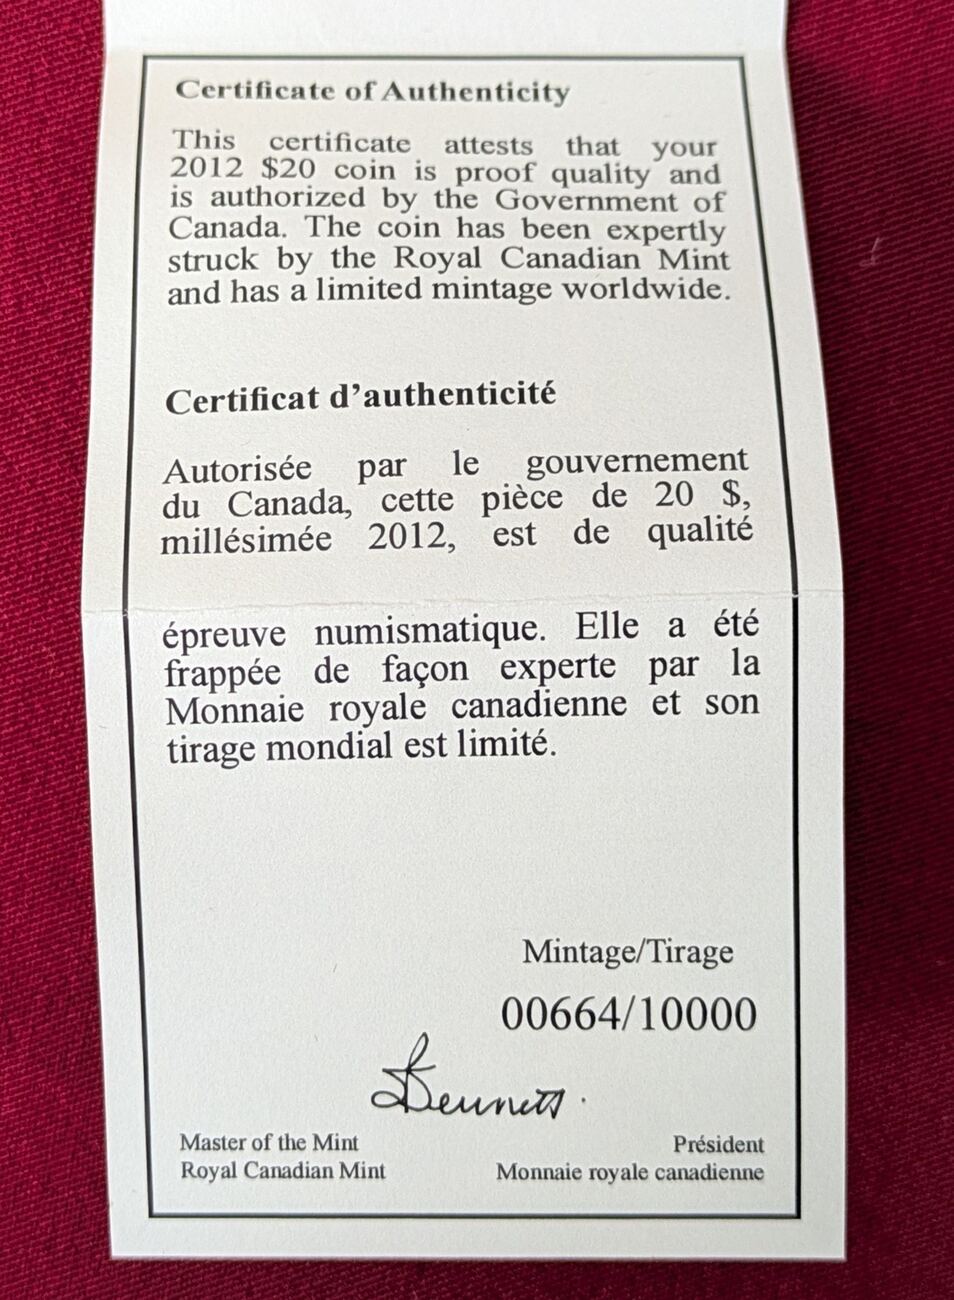 Certificate of Authenticity
This certificate attests that your
2012 $20 coin is proof quality and
is authorized by the Government of
Canada. The coin has been expertly
struck by the Royal Canadian Mint
and has a limited mintage worldwide.
Certificat d'authenticité
Autorisée par le gouvernement
du Canada, cette pièce de 20 $,
millésimée 2012, est de qualité
épreuve numismatique. Elle a été
frappée de façon experte par la
Monnaie royale canadienne et son
tirage mondial est limité.
Mintage/Tirage
00664/10000
Bennett
Master of the Mint
Royal Canadian Mint
Président
Monnaie royale canadienne